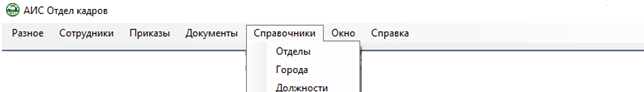 АИС Отдел кадров
Разное Сотрудники Приказы Документы Справочники Окно Справка
Отделы
Города
Должности